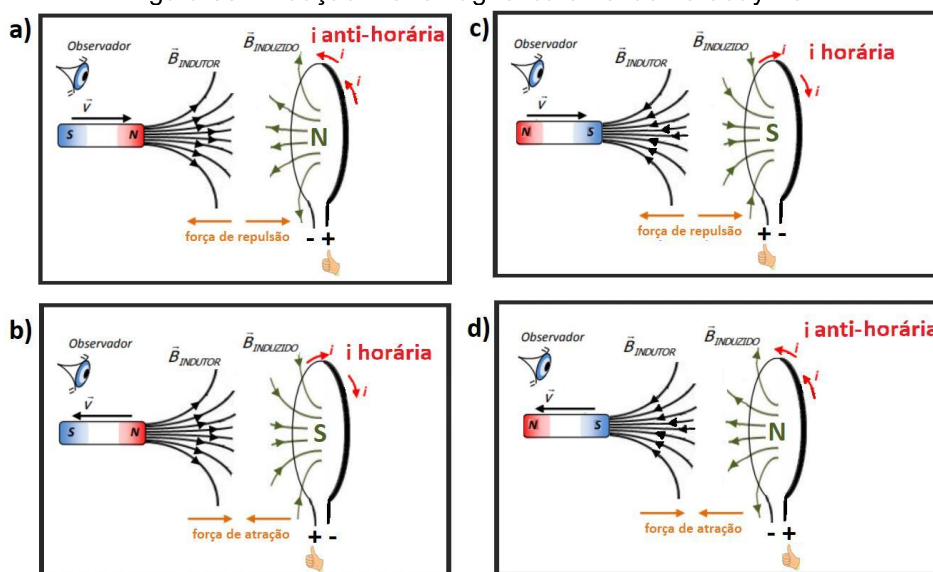 a)
i anti-horária
Observador
B INDUTOR
B INDUZIDO
i
i
v
S N
N
força de repulsão
- +
c)
i horária
Observador
B INDUTOR
B INDUZIDO
i
i
v
N S
S
força de repulsão
+ -
b)
i horária
Observador
B INDUTOR
B INDUZIDO
i
i
v
S N
S
força de atração
+ -
d)
i anti-horária
Observador
B INDUTOR
B INDUZIDO
i
i
v
N S
N
força de atração
- +